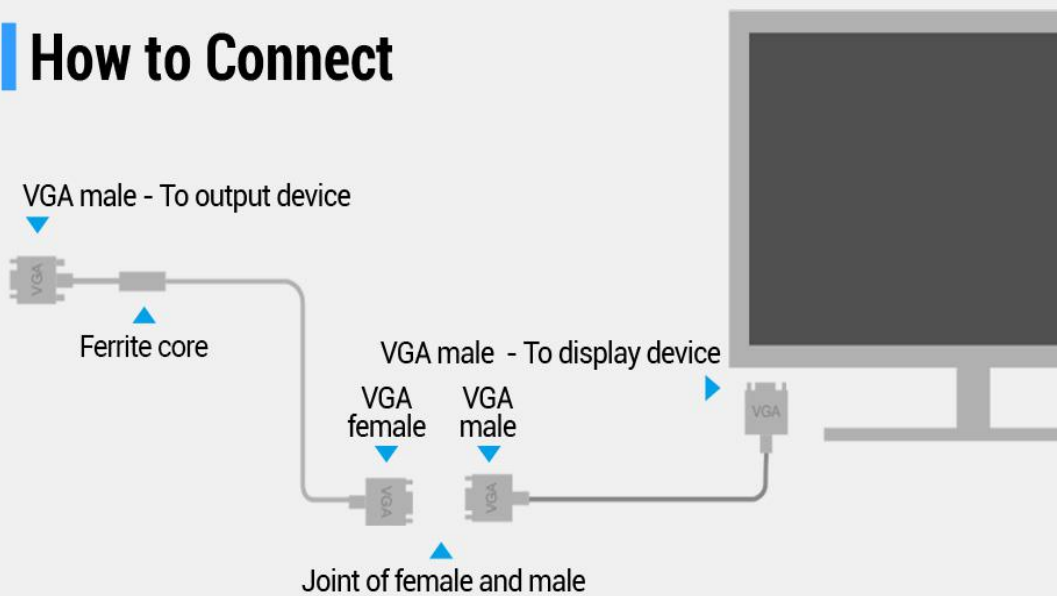 How to Connect
VGA male - To output device
VGA
Ferrite core
VGA male - To display device
VGA
female
VGA
male
VGA
VGA
VGA
Joint of female and male